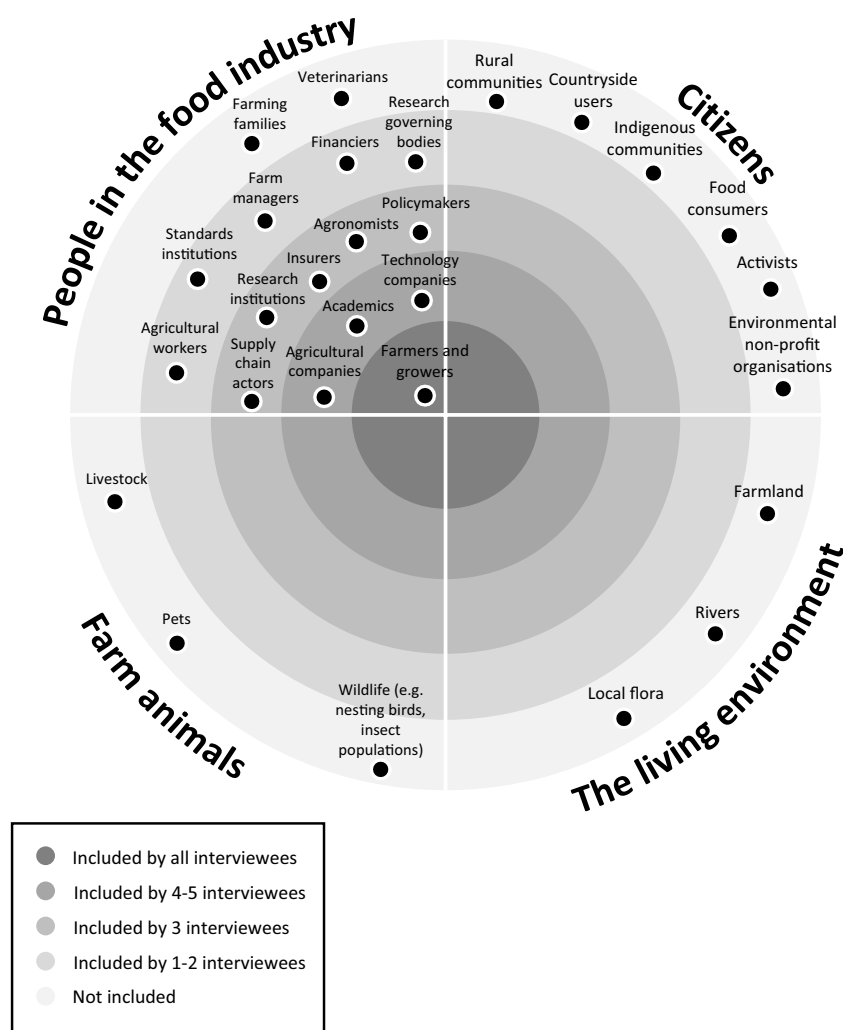 People in the food industry
Veterinarians
Farming
families
Research
governing
bodies
Financiers
Farm
managers
Policymakers
Agronomists
Standards
institutions
Insurers
Technology
companies
Research
institutions
Academics
Agricultural
workers
Supply
chain
actors
Agricultural
companies
Farmers and
growers
Citizens
Rural
communities
Countryside
users
Indigenous
communities
Food
consumers
Activists
Environmental
non-profit
organisations
Farm animals
Livestock
Pets
Wildlife (e.g.
nesting birds,
insect
populations)
The living environment
Farmland
Rivers
Local flora
Included by all interviewees
Included by 4-5 interviewees
Included by 3 interviewees
Included by 1-2 interviewees
Not included